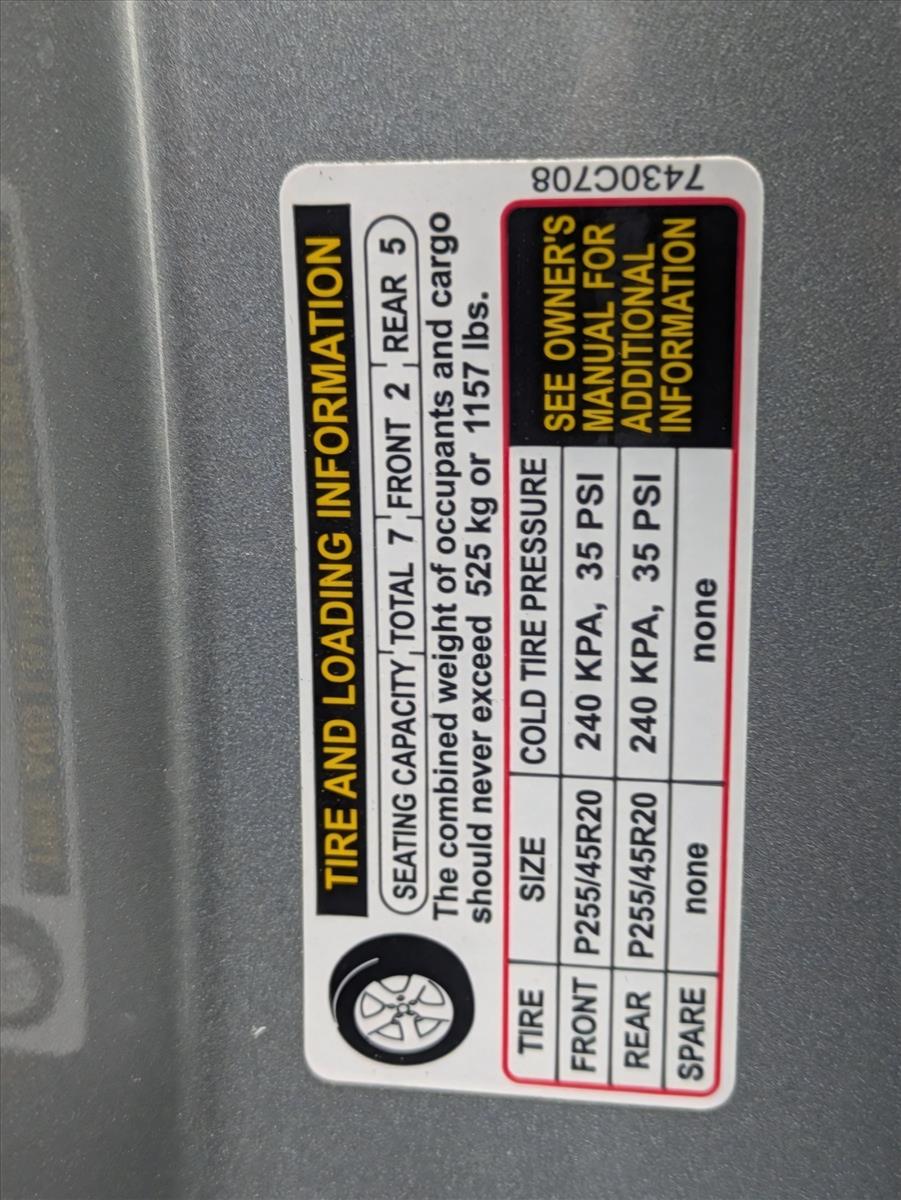 TIRE AND LOADING INFORMATION
SEATING CAPACITY TOTAL 7 FRONT 2 REAR 5
The combined weight of occupants and cargo
should never exceed 525 kg or 1157 lbs.
TIRE SIZE COLD TIRE PRESSURE
FRONT P255/45R20 240 KPA, 35 PSI
REAR P255/45R20 240 KPA, 35 PSI
SPARE none none
SEE OWNER'S
MANUAL FOR
ADDITIONAL
INFORMATION
7430C708